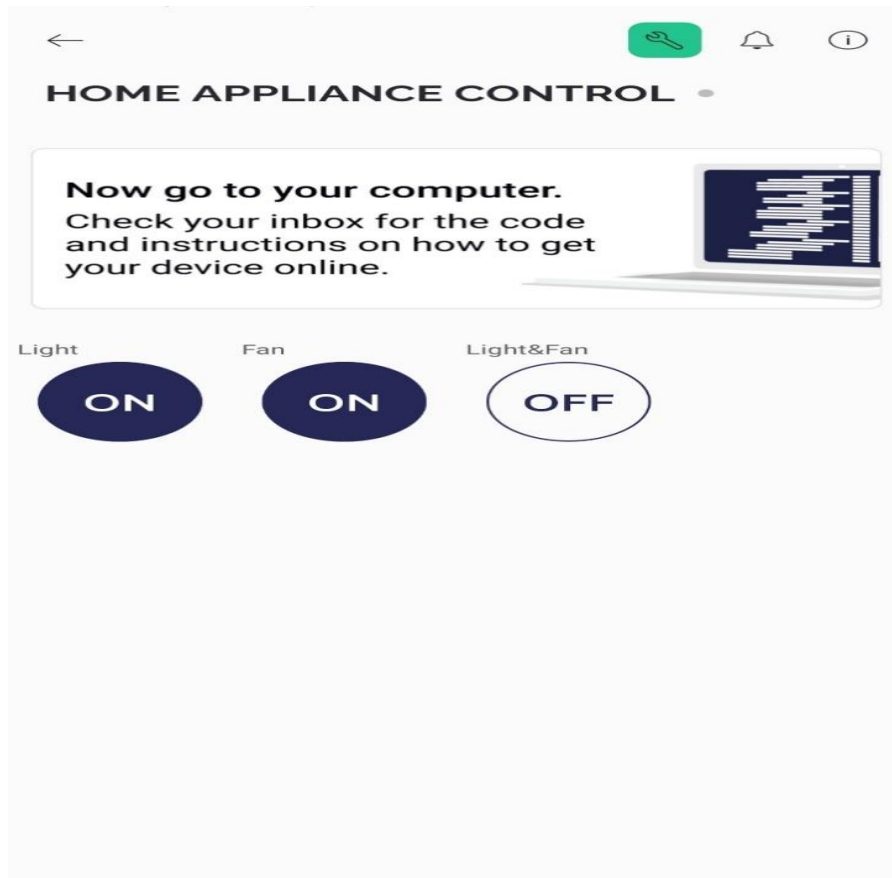 HOME APPLIANCE CONTROL
Now go to your computer.
Check your inbox for the code
and instructions on how to get
your device online.
Light Fan Light&Fan
ON ON OFF